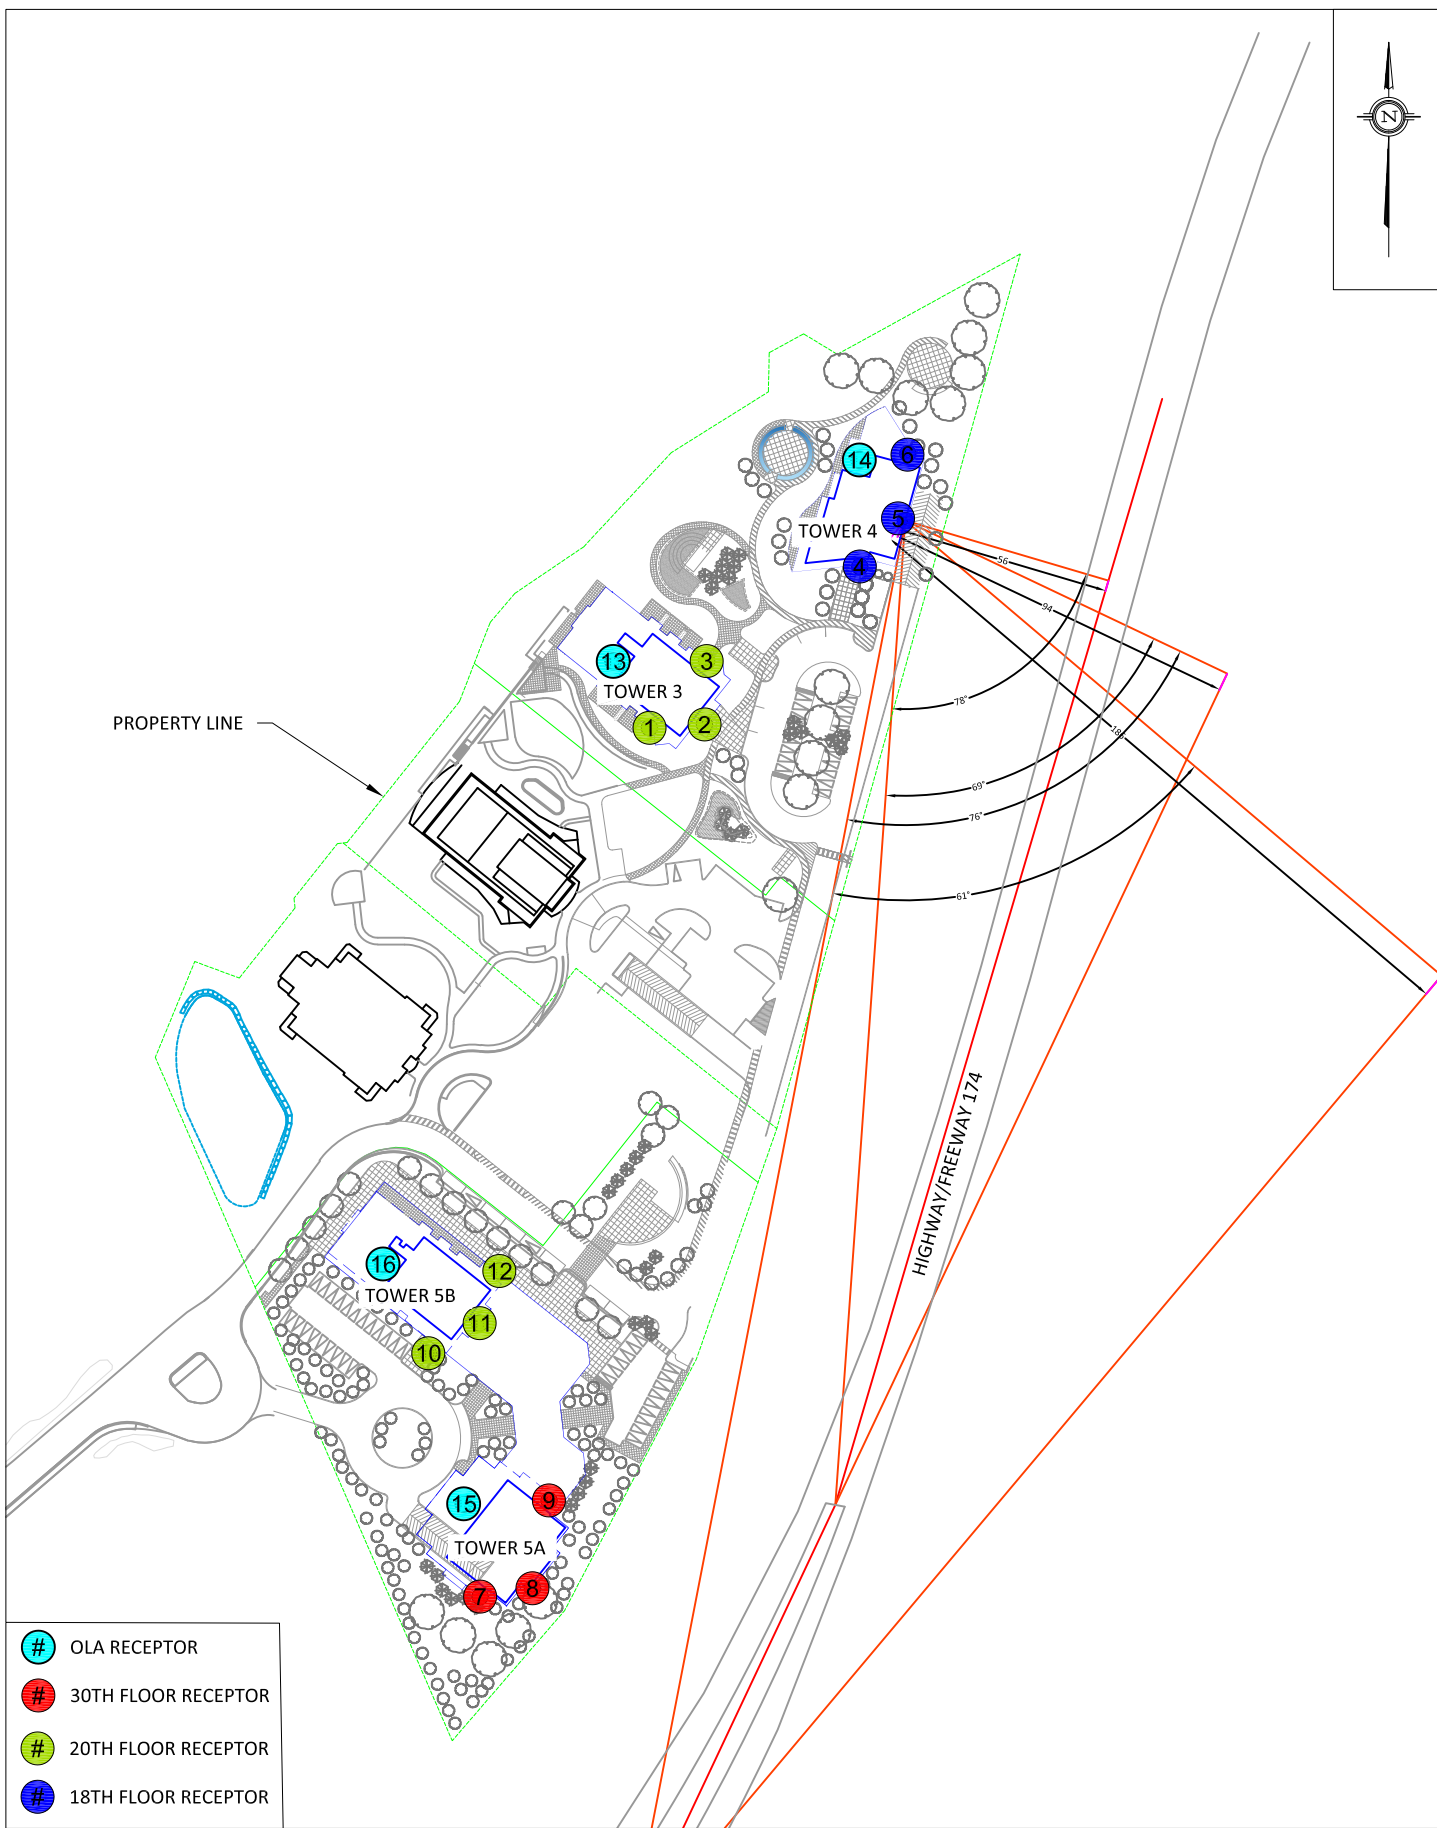 N
14
6
5
TOWER 4
4
56
94
3
13
TOWER 3
78°
2
1
PROPERTY LINE
69°
76°
61°
HIGHWAY/FREEWAY 174
12
16
TOWER 5B
11
10
9
15
TOWER 5A
8
7
# OLA RECEPTOR
# 30TH FLOOR RECEPTOR
# 20TH FLOOR RECEPTOR
# 18TH FLOOR RECEPTOR